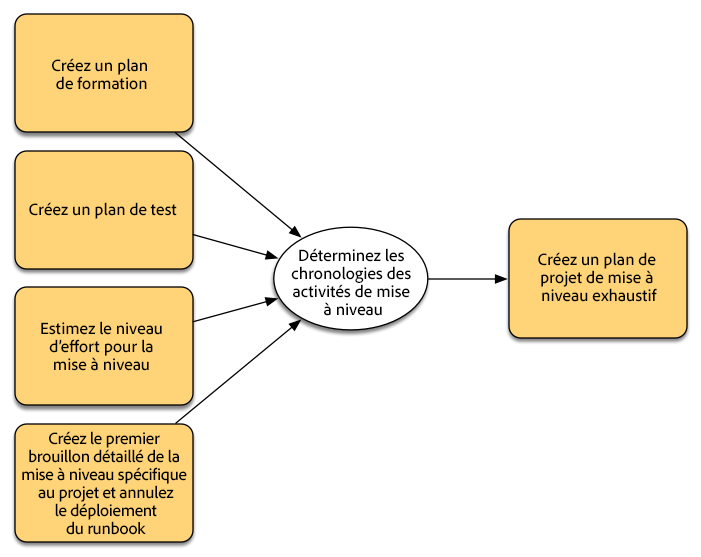 Créez un plan
de formation
Créez un plan de test
Estimez le niveau
d'effort pour la
mise à niveau
Créez le premier
brouillon détaillé de la
mise à niveau spécifique
au projet et annulez
le déploiement
du runbook
Déterminez les
chronologies des
activités de mise
à niveau
Créez un plan de
projet de mise à
niveau exhaustif